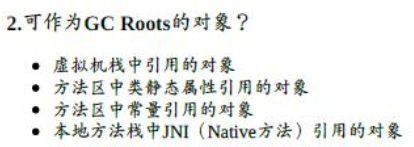 2.可作为GC Roots的对象？
• 虚拟机栈中引用的对象
• 方法区中类静态属性引用的对象
• 方法区中常量引用的对象
• 本地方法栈中JNI（Native方法）引用的对象